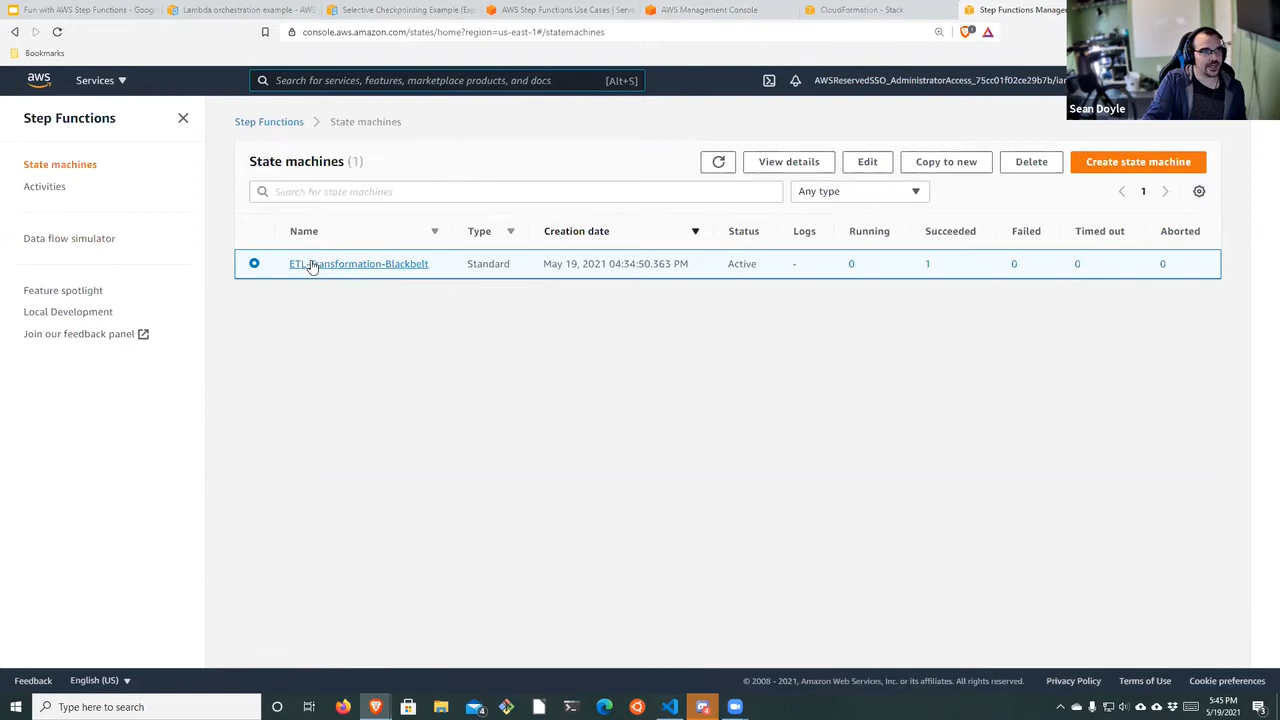 Fun with AWS Step Functions - Goog
Lambda orchestration example - AWS
Selective Checkpointing Example (Exp
AWS Step Functions Use Cases | Serv
AWS Management Console
CloudFormation - Stack
Step Functions Manage
console.aws.amazon.com/states/home?region=us-east-1#/statemachines
Bookmarks
aws
Services
Search for services, features, marketplace products, and docs
[Alt+S]
AWSReservedSSO_AdministratorAccess_75cc01f02ce29b7b/ian
Sean Doyle
Step Functions
State machines
Activities
Data flow simulator
Feature spotlight
Local Development
Join our feedback panel
Step Functions
State machines
State machines (1)
View details
Edit
Copy to new
Delete
Create state machine
Search for state machines
Any type
1
Name Type Creation date Status Logs Running Succeeded Failed Timed out Aborted
ETL-Transformation-Blackbelt Standard May 19, 2021 04:34:50.363 PM Active - 0 1 0 0 0
Feedback
English (US)
© 2008 - 2021, Amazon Web Services, Inc. or its affiliates. All rights reserved.
Privacy Policy
Terms of Use
Cookie preferences
Type here to search
4
5:45 PM
5/19/2021
3